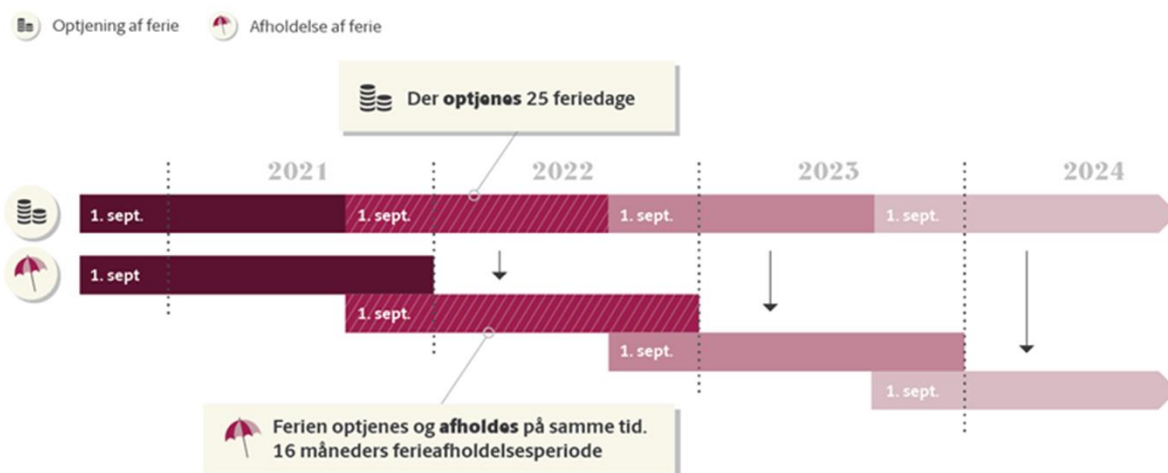 Optjening af ferie
Afholdelse af ferie
Der optjenes 25 feriedage
2021
2022
2023
2024
1. sept.
1. sept.
1. sept.
1. sept.
1. sept
1. sept.
1. sept.
1. sept.
Ferien optjenes og afholdes på samme tid.
16 måneders ferieafholdelsesperiode